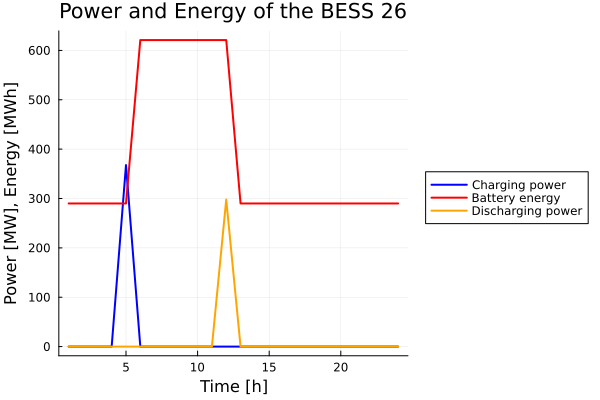 Power and Energy of the BESS 26
Power [MW], Energy [MWh]
600
500
400
300
200
100
0
5
10
15
20
Time [h]
Charging power
Battery energy
Discharging power